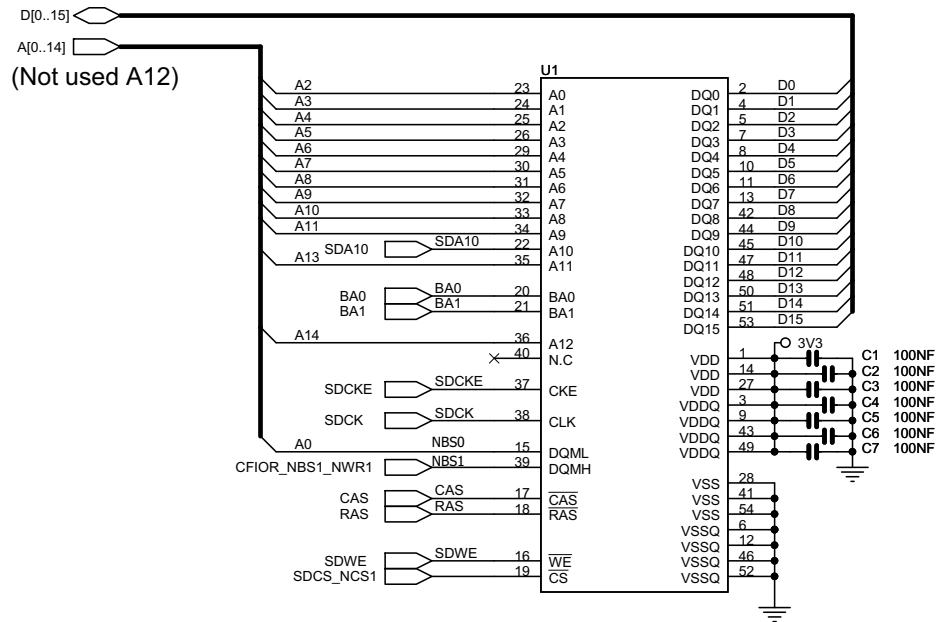 D[0..15]
A[0..14]
(Not used A12)
U1
A2 23 A0 DQ0 2 D0
A3 24 A1 DQ1 4 D1
A4 25 A2 DQ2 5 D2
A5 26 A3 DQ3 7 D3
A6 29 A4 DQ4 8 D4
A7 30 A5 DQ5 10 D5
A8 31 A6 DQ6 11 D6
A9 32 A7 DQ7 13 D7
A10 33 A8 DQ8 42 D8
A11 34 A9 DQ9 44 D9
SDA10 SDA10 22 A10 DQ10 45 D10
A13 35 A11 DQ11 47 D11
DQ12 48 D12
BA0 BA0 20 BA0 DQ13 50 D13
BA1 BA1 21 BA1 DQ14 51 D14
DQ15 53 D15
A14 36 A12 3V3
40 N.C VDD 1 C1 100NF
VDD 14 C2 100NF
SDCKE SDCKE 37 CKE VDD 27 C3 100NF
VDDQ 3 C4 100NF
SDCK SDCK 38 CLK VDDQ 9 C5 100NF
VDDQ 43 C6 100NF
A0 NBS0 15 DQML VDDQ 49 C7 100NF
CFIOR_NBS1_NWR1 NBS1 39 DQMH
VSS 28
CAS CAS 17 CAS VSS 41
RAS RAS 18 RAS VSS 54
VSSQ 6
VSSQ 12
SDWE SDWE 16 WE VSSQ 46
SDCS_NCS1 19 CS VSSQ 52